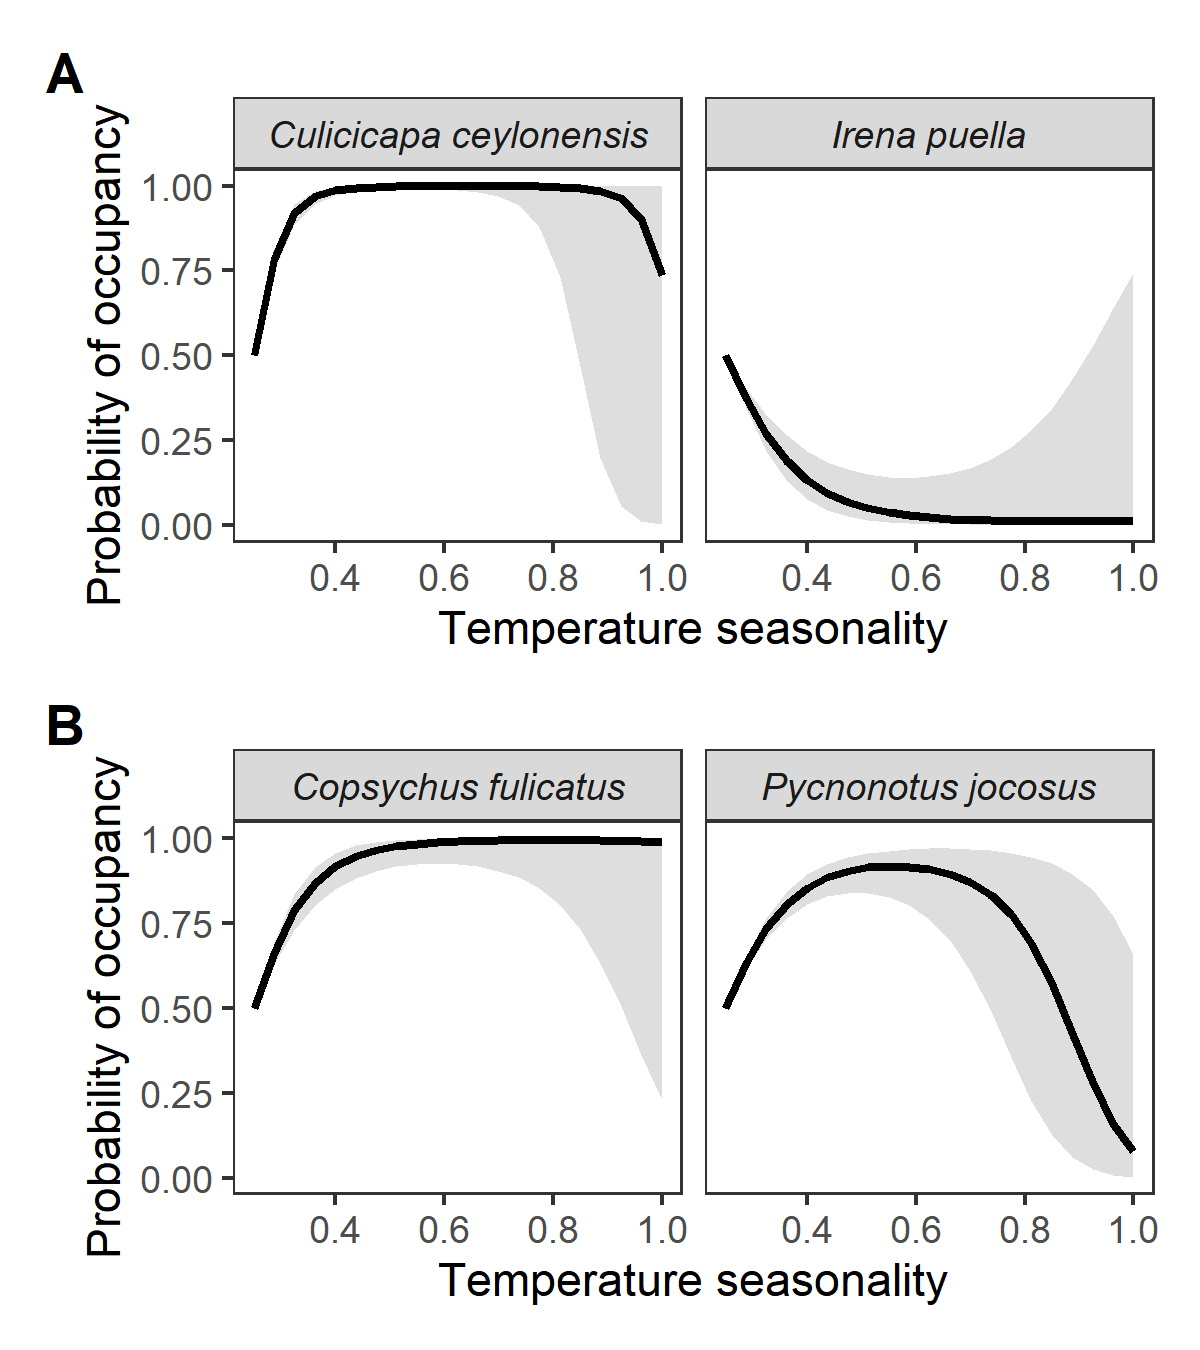 A
Culicicapa ceylonensis
Irena puella
Probability of occupancy
1.00
0.75
0.50
0.25
0.00
0.4 0.6 0.8 1.0
0.4 0.6 0.8 1.0
Temperature seasonality
B
Copsychus fulicatus
Pycnonotus jocosus
Probability of occupancy
1.00
0.75
0.50
0.25
0.00
0.4 0.6 0.8 1.0
0.4 0.6 0.8 1.0
Temperature seasonality